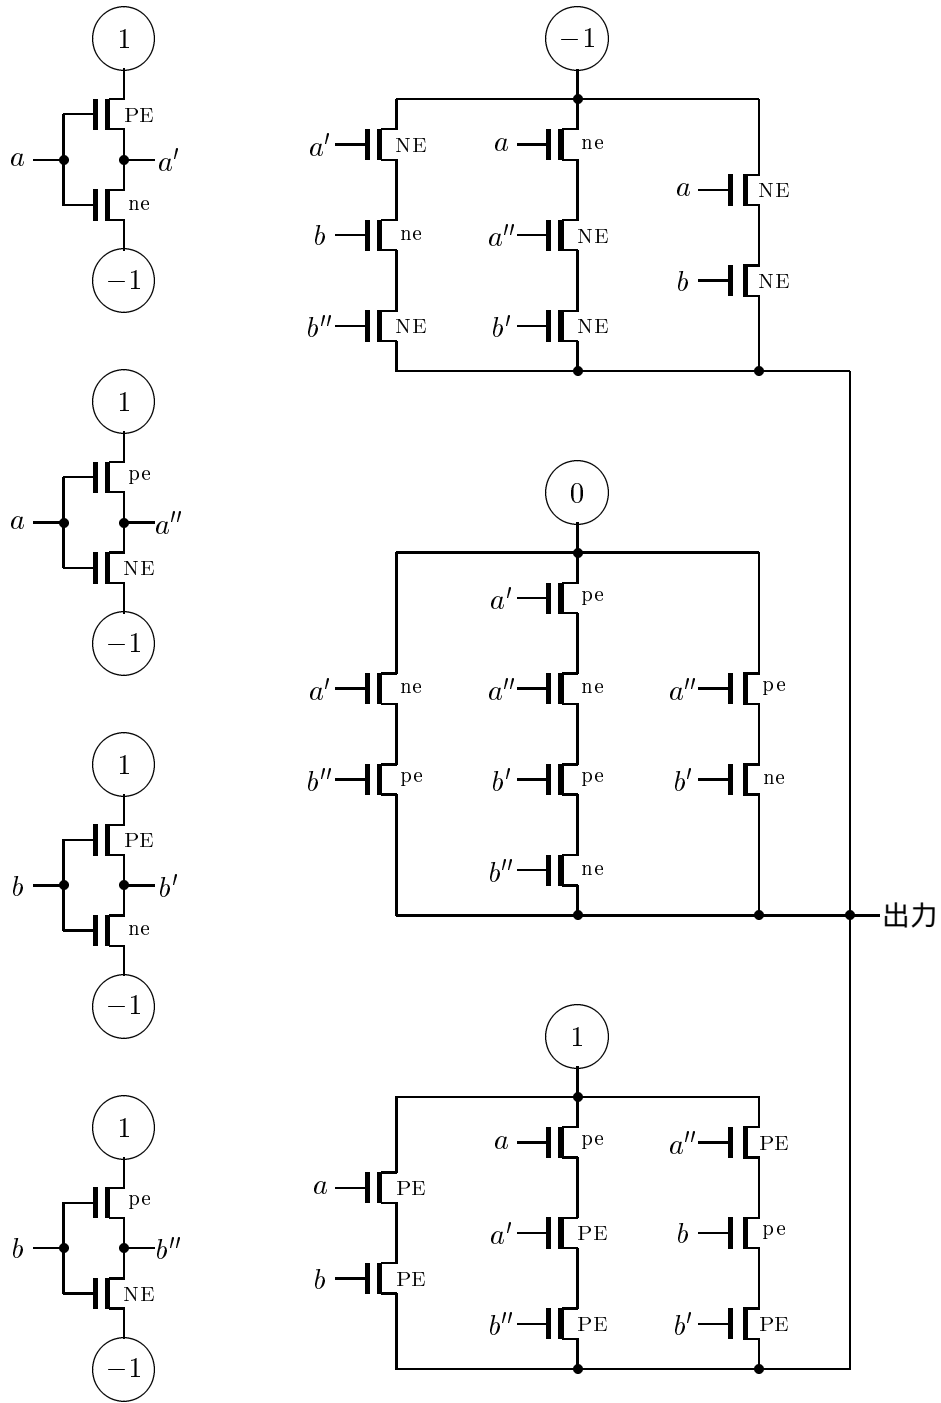 1
PE
a
a′
ne
−1
1
pe
a
a″
NE
−1
1
PE
b
b′
ne
−1
1
pe
b
b″
NE
−1
−1
a′ NE
a ne
a NE
b ne
a″ NE
b NE
b″ NE
b′ NE
0
a′ pe
a′ ne
a″ ne
a″ pe
b″ pe
b′ pe
b′ ne
b″ ne
出力
1
a pe
a″ PE
a PE
a′ PE
b pe
b PE
b″ PE
b′ PE